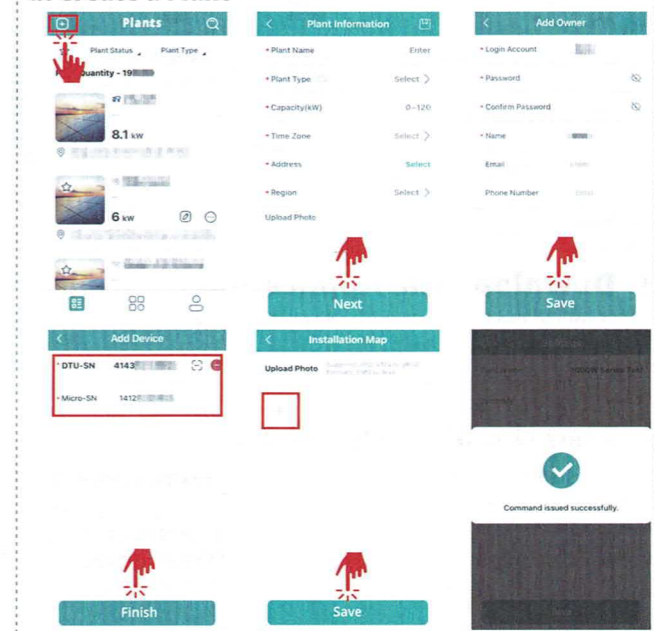 Plants
Plant Status
Plant Type
Quantity - 19
8.1 kW
6 kW
Plant Information
* Plant Name Enter
* Plant Type Select
* Capacity(kW) 0-120
* Time Zone Select
* Address Select
* Region Select
Upload Photo
Next
Add Owner
* Login Account
* Password
* Confirm Password
* Name
Email
Phone Number
Save
Add Device
* DTU-SN 4143
* Micro-SN 1412
Finish
Installation Map
Upload Photo
Save
Command issued successfully.
Save